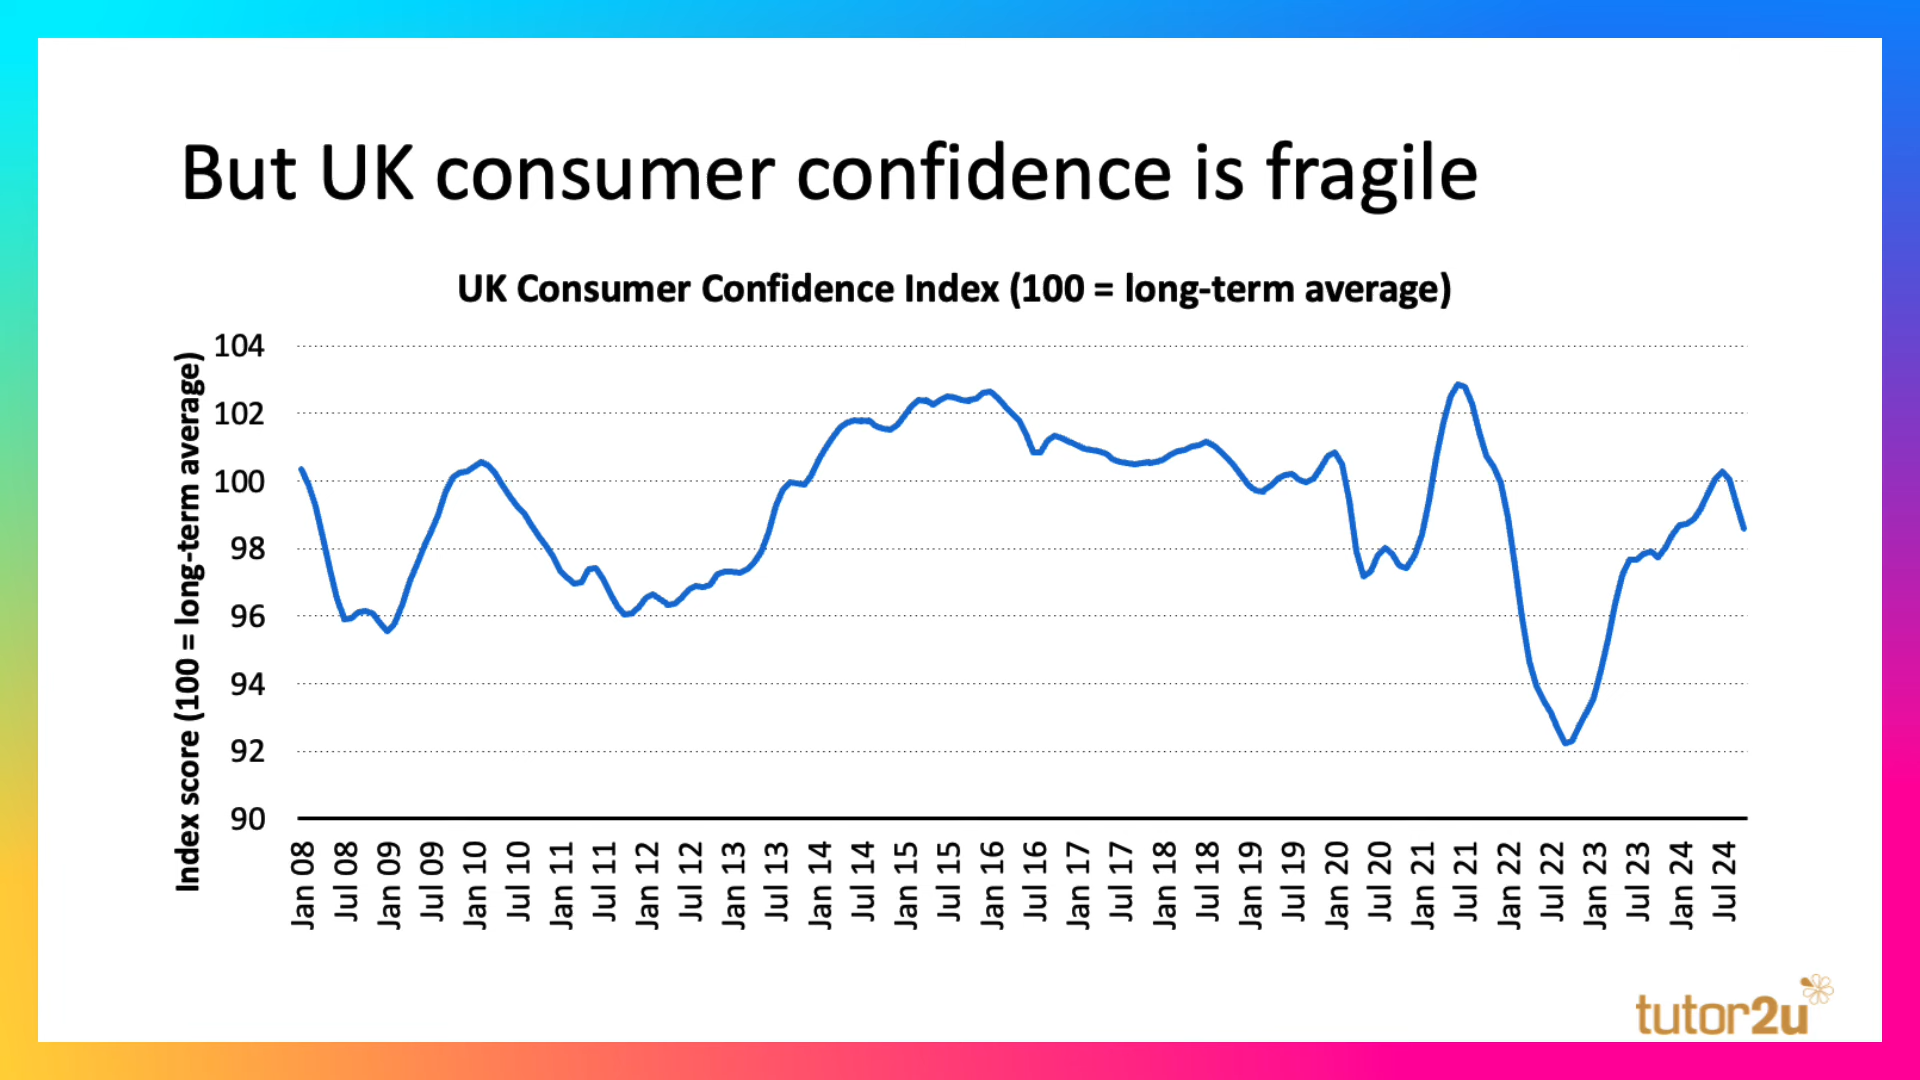 But UK consumer confidence is fragile
UK Consumer Confidence Index (100 = long-term average)
Index score (100 = long-term average)
104
102
100
98
96
94
92
90
Jan 08
Jul 08
Jan 09
Jul 09
Jan 10
Jul 10
Jan 11
Jul 11
Jan 12
Jul 12
Jan 13
Jul 13
Jan 14
Jul 14
Jan 15
Jul 15
Jan 16
Jul 16
Jan 17
Jul 17
Jan 18
Jul 18
Jan 19
Jul 19
Jan 20
Jul 20
Jan 21
Jul 21
Jan 22
Jul 22
Jan 23
Jul 23
Jan 24
Jul 24
tutor2u